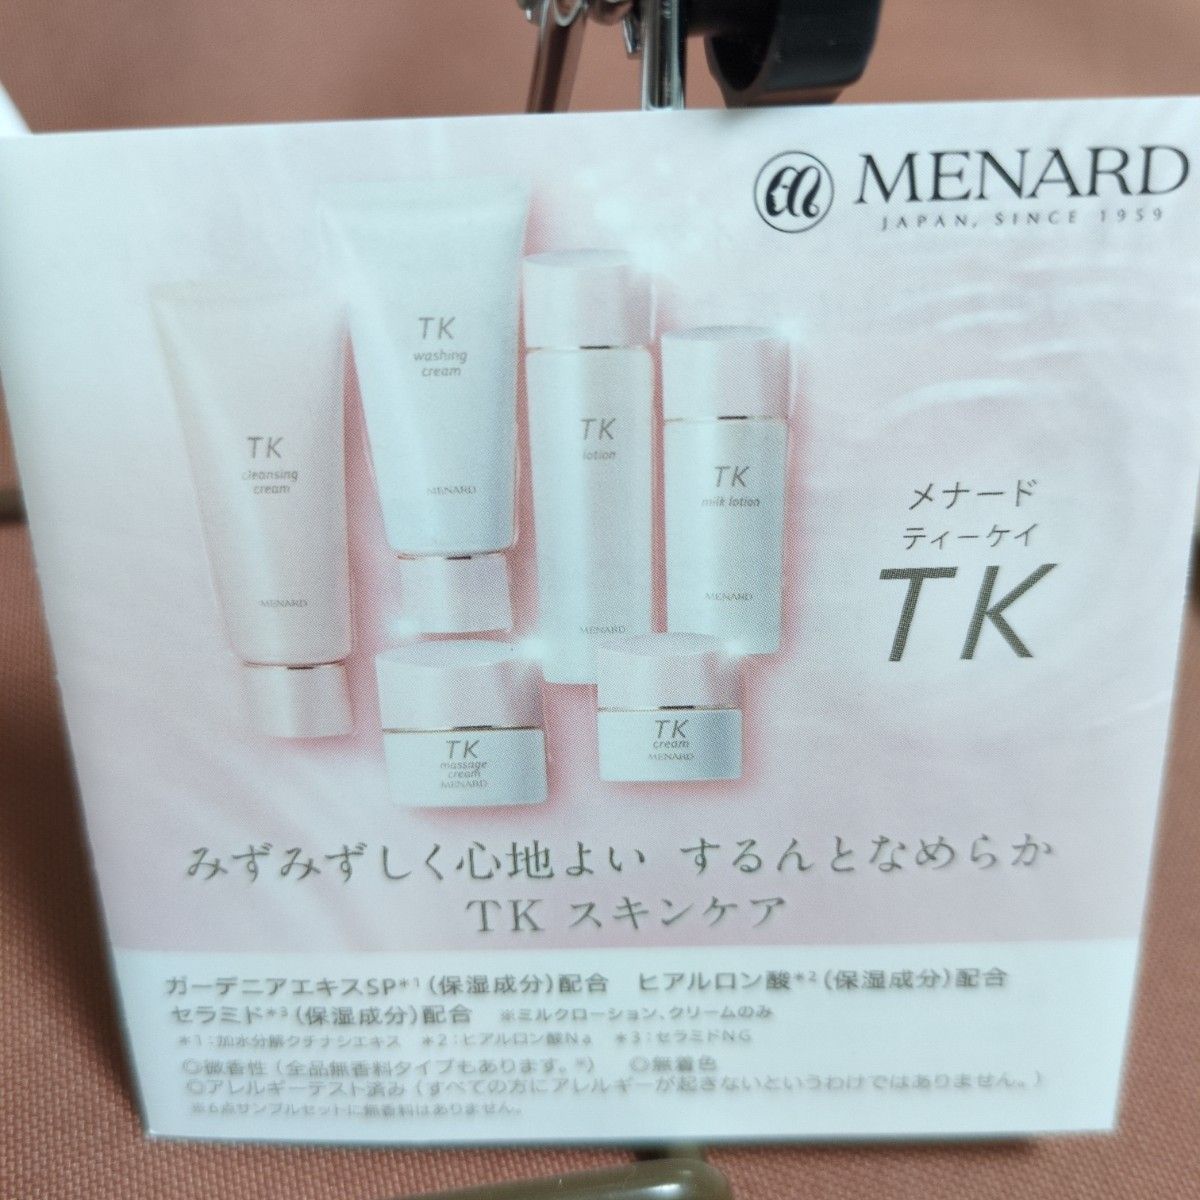 MENARD
JAPAN, SINCE 1959
TK
washing
cream
MENARD
TK
cleansing
cream
MENARD
TK
lotion
MENARD
TK
milk lotion
MENARD
メナード
ティーケイ
TK
TK
massage
cream
MENARD
TK
cream
MENARD
みずみずしく心地よい するんとなめらか
TK スキンケア
ガーデニアエキスSP*1(保湿成分)配合 ヒアルロン酸*2(保湿成分)配合
セラミド*3(保湿成分)配合 ※ミルクローション、クリームのみ
*1:加水分解クチナシエキス *2:ヒアルロン酸Na *3:セラミドNG
◎微香性(全品無香料タイプもあります。※) ◎無着色
◎アレルギーテスト済み(すべての方にアレルギーが起きないというわけではありません。)
※6点サンプルセットに無香料はありません。